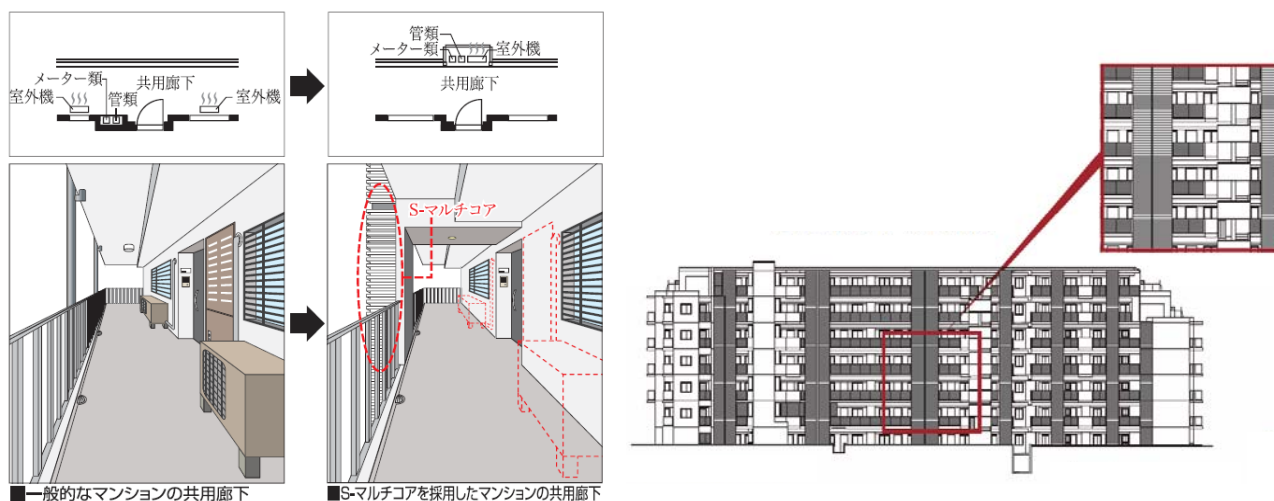 メーター類
共用廊下
室外機
管類
室外機
管類
メーター類
室外機
共用廊下
S-マルチコア
■一般的なマンションの共用廊下
■S-マルチコアを採用したマンションの共用廊下